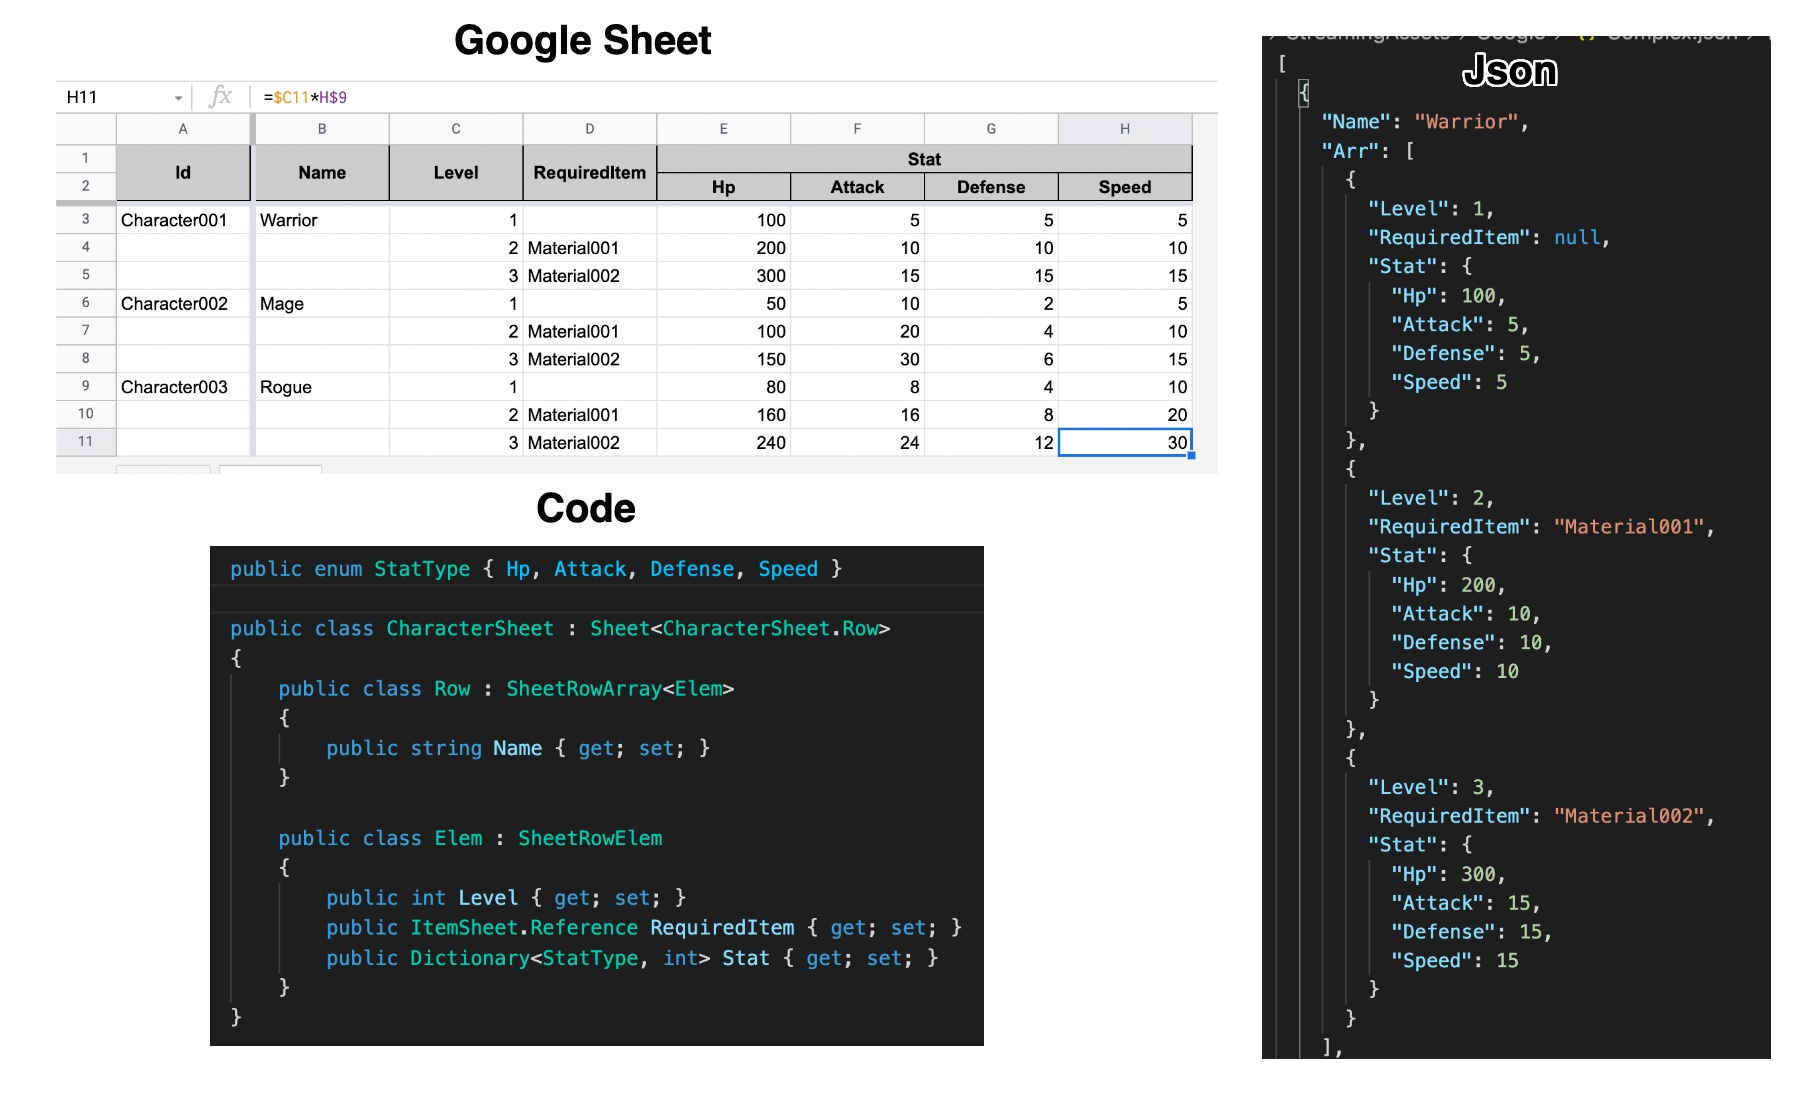 Google Sheet
H11 fx =$C11*H$9
A B C D E F G H
1 Id Name Level RequiredItem Stat
2 Hp Attack Defense Speed
3 Character001 Warrior 1 100 5 5 5
4 2 Material001 200 10 10 10
5 3 Material002 300 15 15 15
6 Character002 Mage 1 50 10 2 5
7 2 Material001 100 20 4 10
8 3 Material002 150 30 6 15
9 Character003 Rogue 1 80 8 4 10
10 2 Material001 160 16 8 20
11 3 Material002 240 24 12 30
Code
public enum StatType { Hp, Attack, Defense, Speed }
public class CharacterSheet : Sheet<CharacterSheet.Row>
{
public class Row : SheetRowArray<Elem>
{
public string Name { get; set; }
}
public class Elem : SheetRowElem
{
public int Level { get; set; }
public ItemSheet.Reference RequiredItem { get; set; }
public Dictionary<StatType, int> Stat { get; set; }
}
}
StreamingAssets > Google > {} Complex.json >
Json
[
{
"Name": "Warrior",
"Arr": [
{
"Level": 1,
"RequiredItem": null,
"Stat": {
"Hp": 100,
"Attack": 5,
"Defense": 5,
"Speed": 5
}
},
{
"Level": 2,
"RequiredItem": "Material001",
"Stat": {
"Hp": 200,
"Attack": 10,
"Defense": 10,
"Speed": 10
}
},
{
"Level": 3,
"RequiredItem": "Material002",
"Stat": {
"Hp": 300,
"Attack": 15,
"Defense": 15,
"Speed": 15
}
}
],